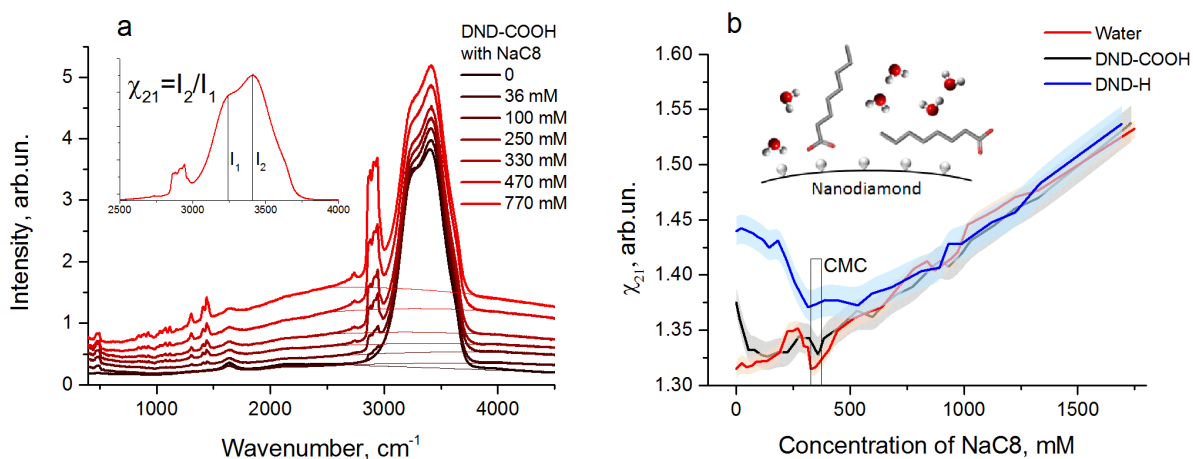 a
DND-COOH
with NaC8
0
36 mM
100 mM
250 mM
330 mM
470 mM
770 mM
χ21=I2/I1
I1
I2
2500
3000
3500
4000
5
4
3
2
1
0
Intensity, arb.un.
1000
2000
3000
4000
Wavenumber, cm-1
b
Water
DND-COOH
DND-H
Nanodiamond
CMC
1.60
1.55
1.50
1.45
1.40
1.35
1.30
χ21, arb.un.
0
500
1000
1500
Concentration of NaC8, mM